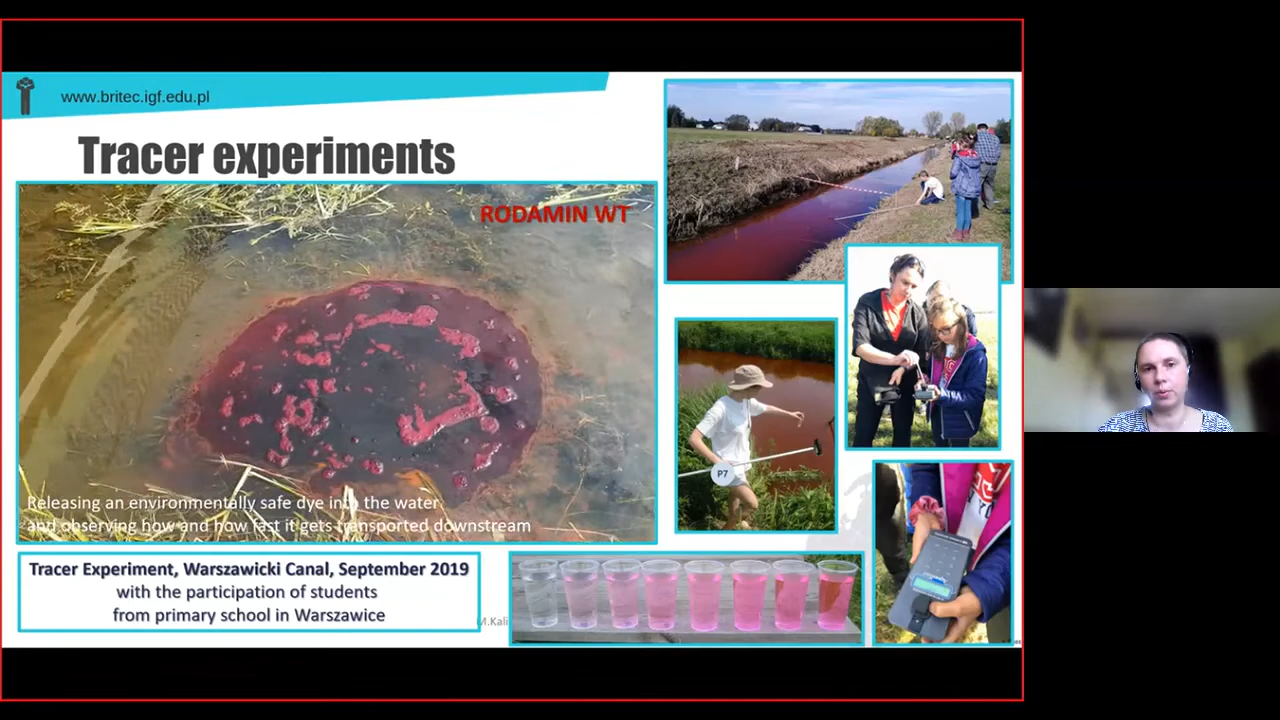 www.britec.igf.edu.pl
Tracer experiments
RODAMIN WT
Releasing an environmentally safe dye into the water
and observing how and how fast it gets transported downstream
P7
Tracer Experiment, Warszawicki Canal, September 2019
with the participation of students
from primary school in Warszawice
M.Kali